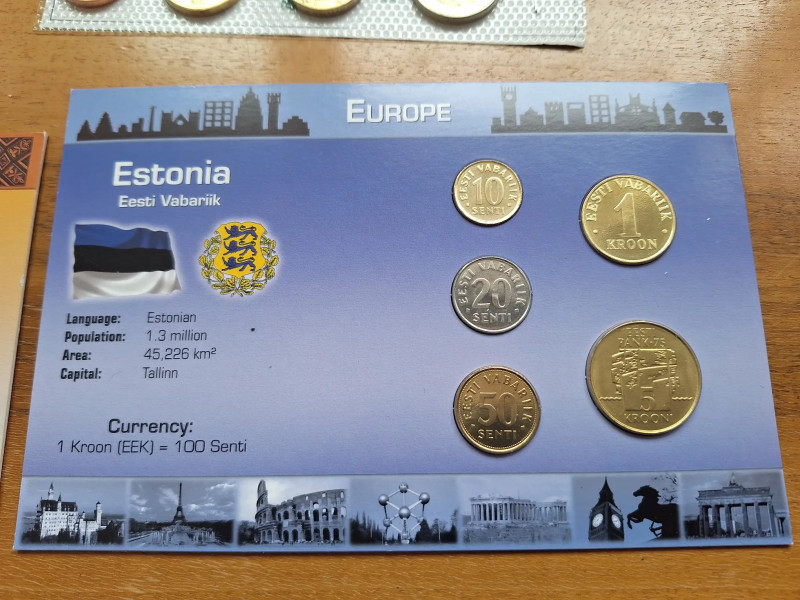 EUROPE
Estonia
Eesti Vabariik
Language: Estonian
Population: 1.3 million
Area: 45,226 km²
Capital: Tallinn
Currency:
1 Kroon (EEK) = 100 Senti
EESTI VABARIIK
10
SENTI
EESTI VABARIIK
1
KROON
EESTI VABARIIK
20
SENTI
EESTI
PANK·75
5
KROONI
EESTI VABARIIK
50
SENTI